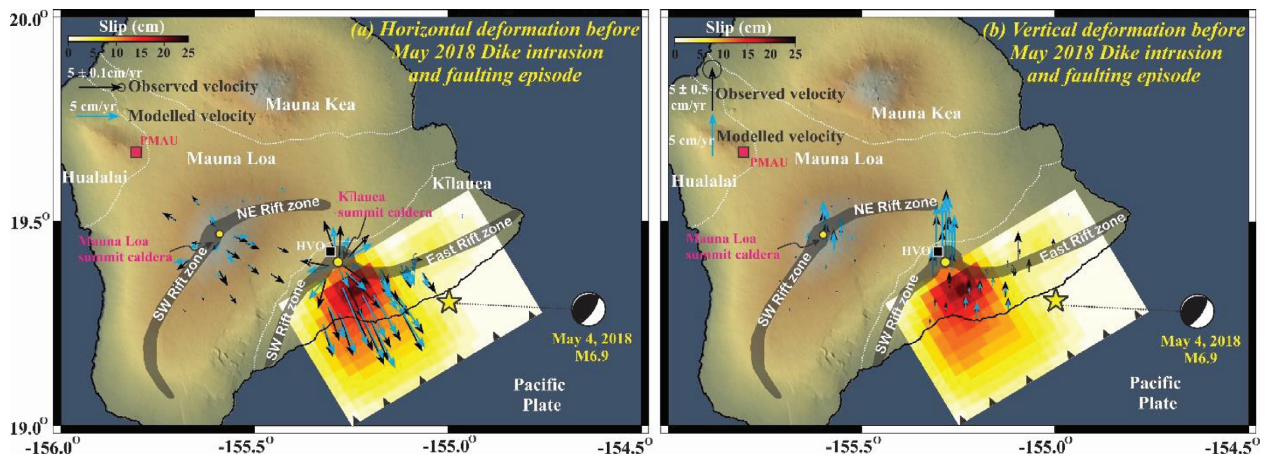 20.0°
19.5°
19.0°
Slip (cm)
0 10 15 20 25
5 ± 0.1cm/yr
Observed velocity
5 cm/yr
Modelled velocity
(a) Horizontal deformation before
May 2018 Dike intrusion
and faulting episode
Mauna Kea
PMAU
Mauna Loa
Hualalai
Kīlauea
Kīlauea
summit caldera
NE Rift zone
HVO
East Rift zone
Mauna Loa
summit caldera
SW Rift zone
SW Rift zone
May 4, 2018
M6.9
Pacific
Plate
-156.0° -155.5° -155.0° -154.5°
Slip (cm)
0 10 15 20 25
5 ± 0.5
cm/yr
Observed velocity
5 cm/yr
Modelled velocity
(b) Vertical deformation before
May 2018 Dike intrusion
and faulting episode
Mauna Kea
PMAU
Mauna Loa
Hualalai
Kīlauea
NE Rift zone
HVO
East Rift zone
Mauna Loa
summit caldera
SW Rift zone
SW Rift zone
May 4, 2018
M6.9
Pacific
Plate
-155.5° -155.0° -154.5°